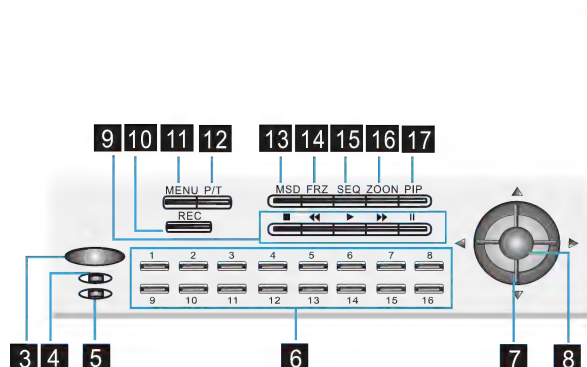 9 10 11 12 13 14 15 16 17
MENU P/T MSD FRZ SEQ ZOON PIP
REC
1 2 3 4 5 6 7 8
9 10 11 12 13 14 15 16
3 4 5 6 7 8